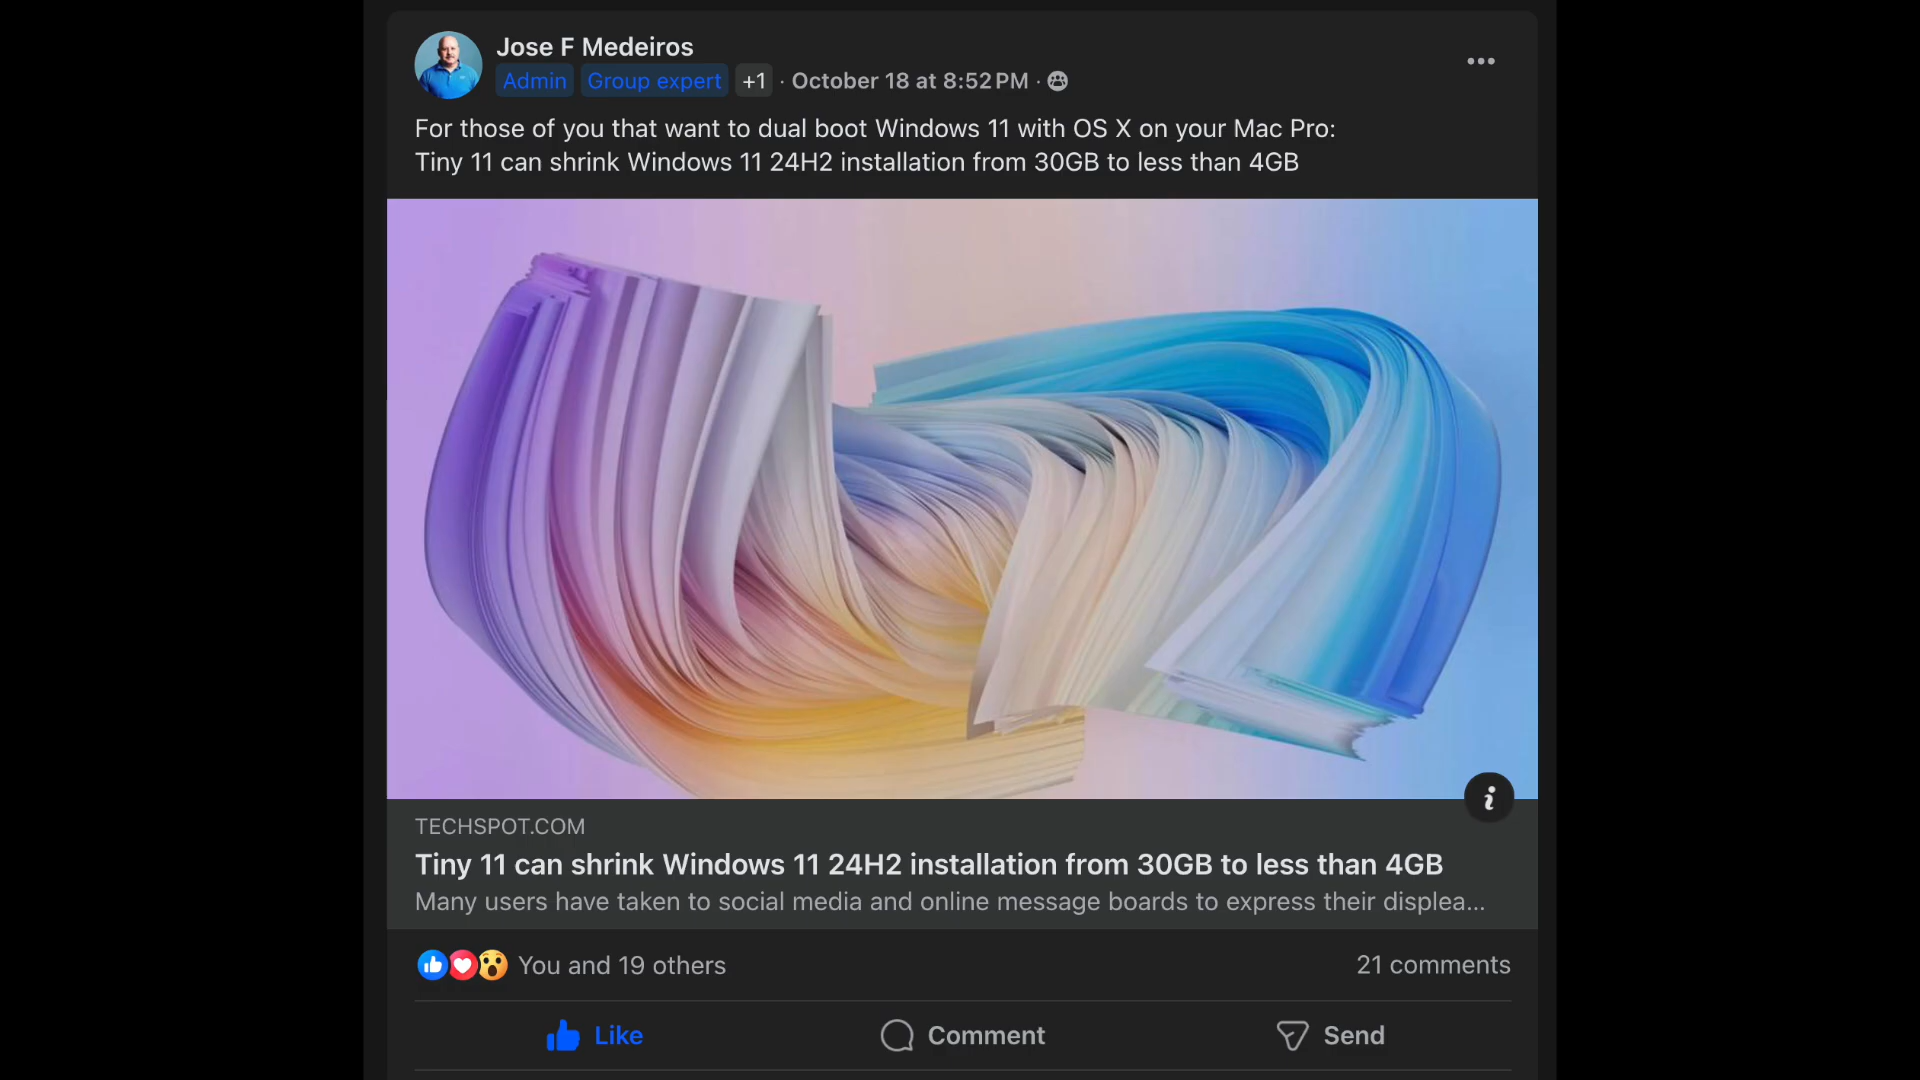 Jose F Medeiros
Admin Group expert +1 · October 18 at 8:52 PM ·
For those of you that want to dual boot Windows 11 with OS X on your Mac Pro:
Tiny 11 can shrink Windows 11 24H2 installation from 30GB to less than 4GB
TECHSPOT.COM
Tiny 11 can shrink Windows 11 24H2 installation from 30GB to less than 4GB
Many users have taken to social media and online message boards to express their displea...
You and 19 others
21 comments
Like
Comment
Send